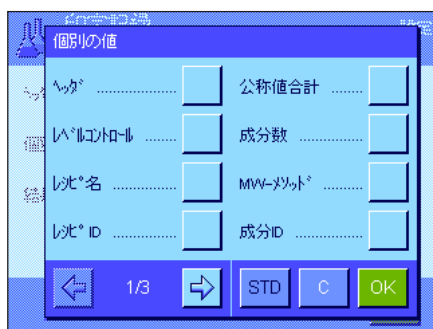 個別の値
ﾍｯﾀﾞ ................
公称値合計 ........
ﾚﾍﾞﾙｺﾝﾄﾛｰﾙ .......
成分数 ...............
ﾚｼﾋﾟ名 ...............
MW-ﾒｿｯﾄﾞ ..........
ﾚｼﾋﾟID ...............
成分ID ...............
1/3
STD
C
OK